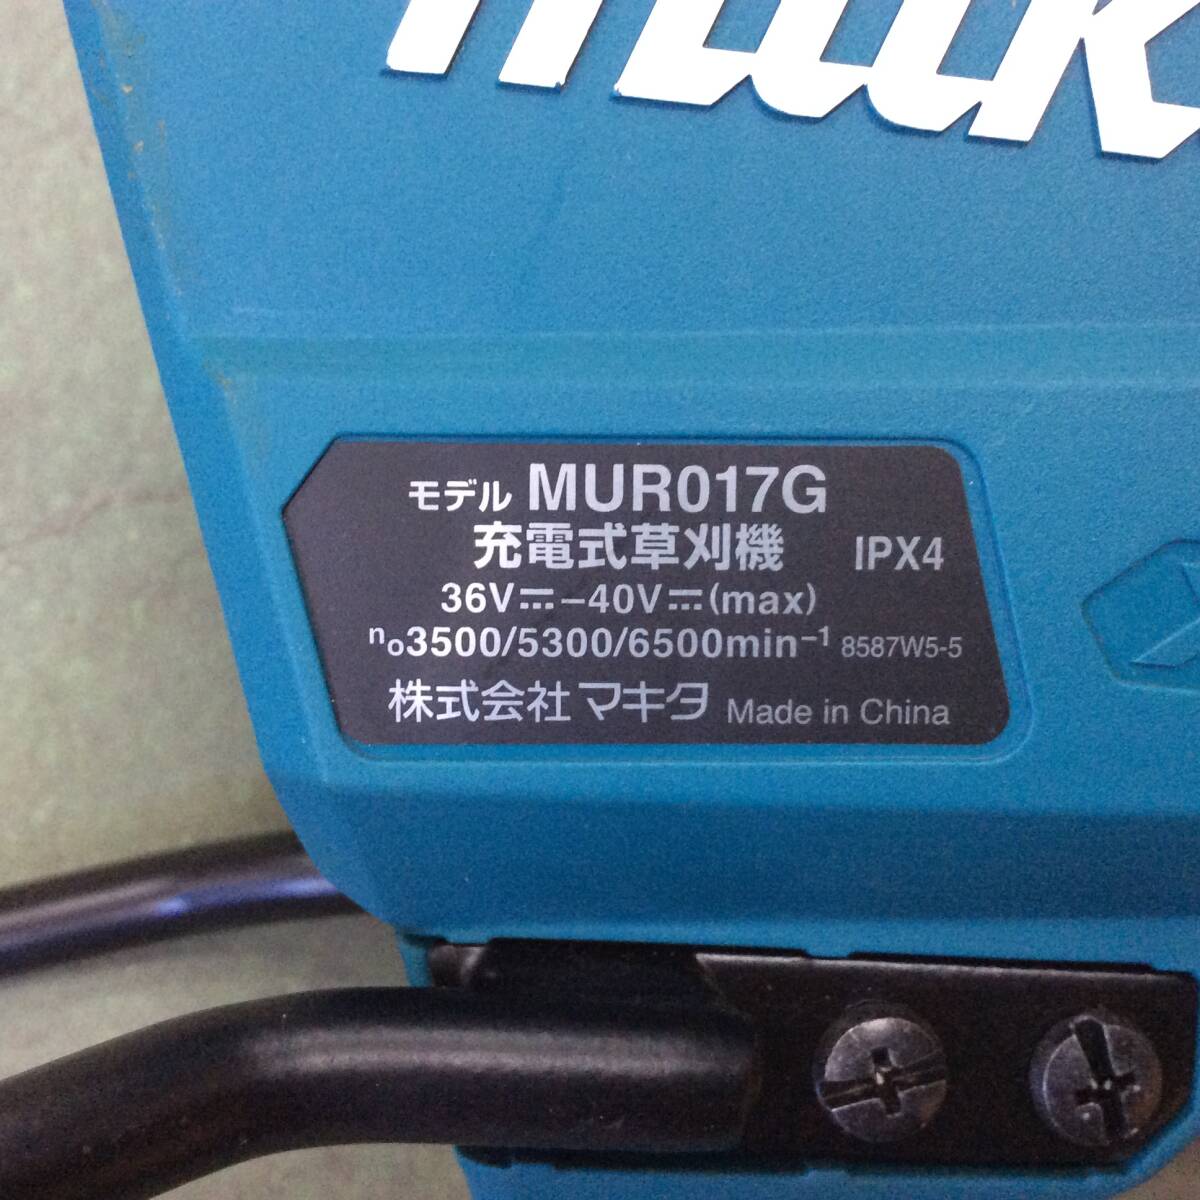 モデル MUR017G
充電式草刈機 IPX4
36V⎓-40V⎓(max)
n₀3500/5300/6500min⁻¹ 8587W5-5
株式会社マキタ Made in China